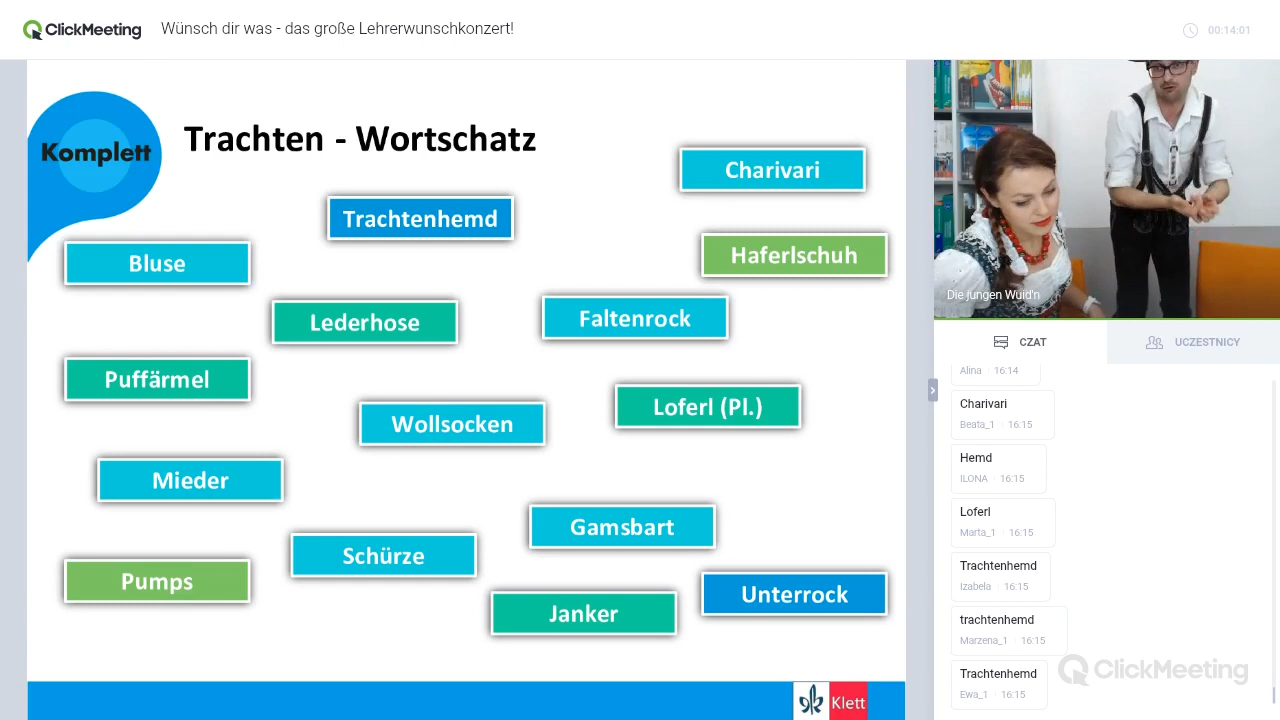 ClickMeeting
Wünsch dir was - das große Lehrerwunschkonzert!
00:14:01
Komplett
Trachten - Wortschatz
Charivari
Trachtenhemd
Haferlschuh
Bluse
Lederhose
Faltenrock
Puffärmel
Loferl (Pl.)
Wollsocken
Mieder
Gamsbart
Schürze
Pumps
Unterrock
Janker
Klett
Die jungen Wuid'n
CZAT
UCZESTNICY
Alina 16:14
Charivari
Beata_1 16:15
Hemd
ILONA 16:15
Loferl
Marta_1 16:15
Trachtenhemd
Izabela 16:15
trachtenhemd
Marzena_1 16:15
Trachtenhemd
Ewa_1 16:15
ClickMeeting